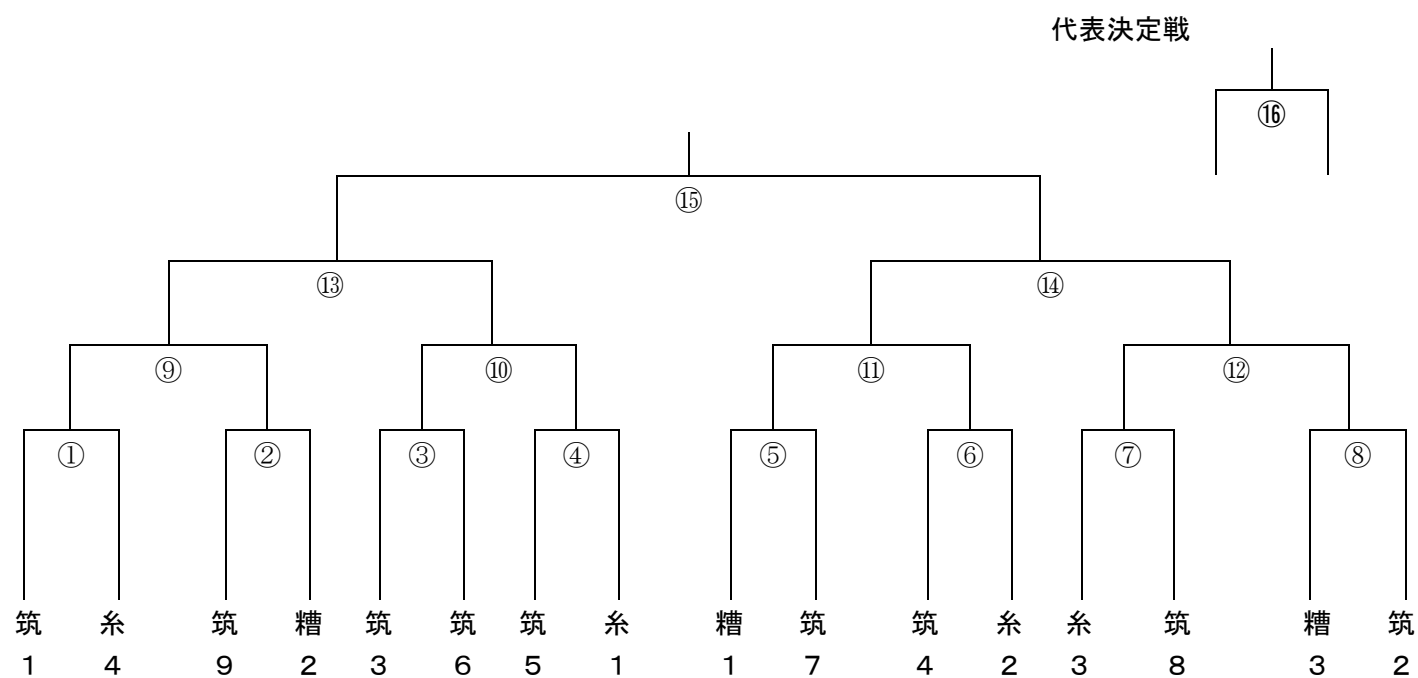 代表決定戦
⑯
⑮
⑬ ⑭
⑨ ⑩ ⑪ ⑫
① ② ③ ④ ⑤ ⑥ ⑦ ⑧
筑 糸 筑 糟 筑 筑 筑 糸 糟 筑 筑 糸 糸 筑 糟 筑
1 4 9 2 3 6 5 1 1 7 4 2 3 8 3 2